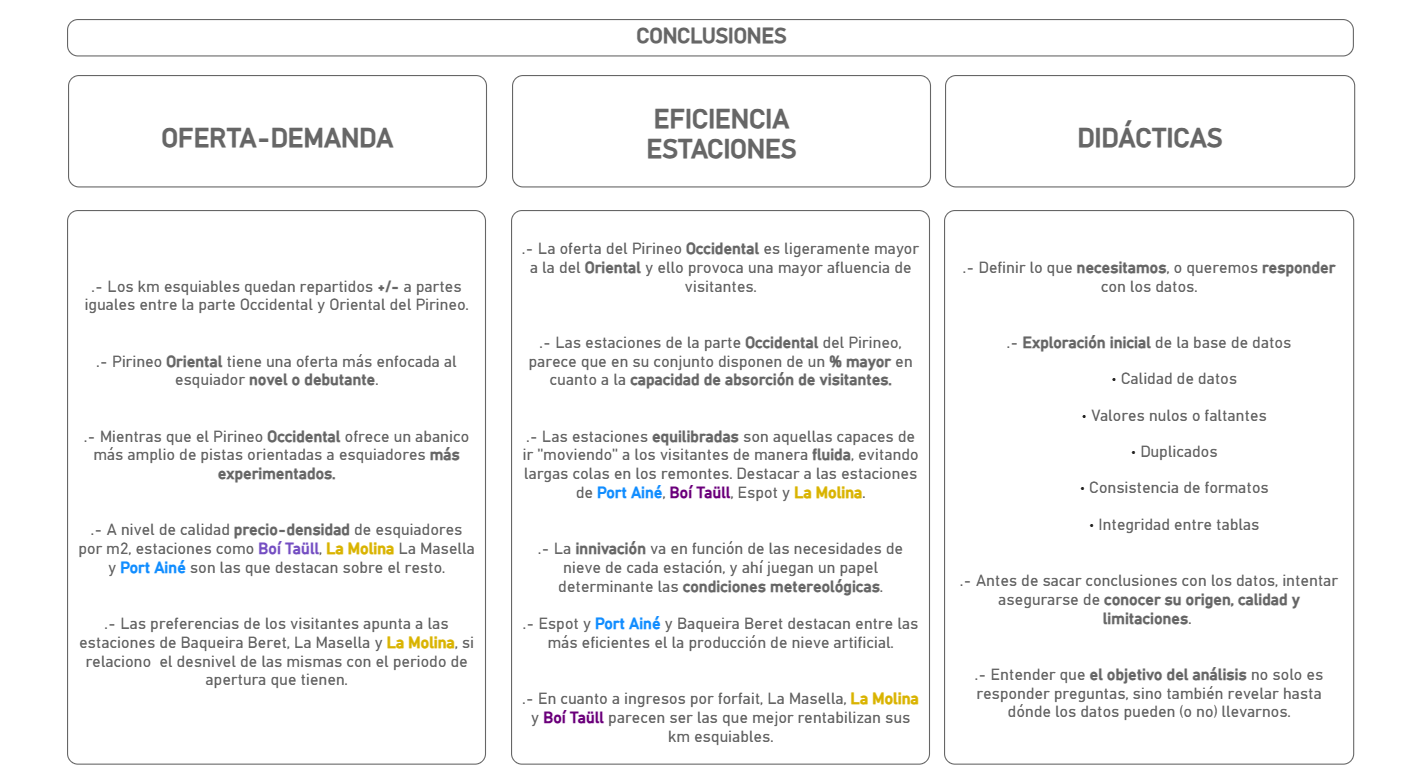 CONCLUSIONES
OFERTA-DEMANDA
EFICIENCIA
ESTACIONES
DIDÁCTICAS
.- Los km esquiables quedan repartidos +/- a partes
iguales entre la parte Occidental y Oriental del Pirineo.
.- Pirineo Oriental tiene una oferta más enfocada al
esquiador novel o debutante.
.- Mientras que el Pirineo Occidental ofrece un abanico
más amplio de pistas orientadas a esquiadores más
experimentados.
.- A nivel de calidad precio-densidad de esquiadores
por m2, estaciones como Boí Taüll, La Molina La Masella
y Port Ainé son las que destacan sobre el resto.
.- Las preferencias de los visitantes apunta a las
estaciones de Baqueira Beret, La Masella y La Molina, si
relaciono el desnivel de las mismas con el periodo de
apertura que tienen.
.- La oferta del Pirineo Occidental es ligeramente mayor
a la del Oriental y ello provoca una mayor afluencia de
visitantes.
.- Las estaciones de la parte Occidental del Pirineo,
parece que en su conjunto disponen de un % mayor en
cuanto a la capacidad de absorción de visitantes.
.- Las estaciones equilibradas son aquellas capaces de
ir "moviendo" a los visitantes de manera fluida, evitando
largas colas en los remontes. Destacar a las estaciones
de Port Ainé, Boí Taüll, Espot y La Molina.
.- La innivación va en función de las necesidades de
nieve de cada estación, y ahí juegan un papel
determinante las condiciones metereológicas.
.- Espot y Port Ainé y Baqueira Beret destacan entre las
más eficientes el la producción de nieve artificial.
.- En cuanto a ingresos por forfait, La Masella, La Molina
y Boí Taüll parecen ser las que mejor rentabilizan sus
km esquiables.
.- Definir lo que necesitamos, o queremos responder
con los datos.
.- Exploración inicial de la base de datos
• Calidad de datos
• Valores nulos o faltantes
• Duplicados
• Consistencia de formatos
• Integridad entre tablas
.- Antes de sacar conclusiones con los datos, intentar
asegurarse de conocer su origen, calidad y
limitaciones.
.- Entender que el objetivo del análisis no solo es
responder preguntas, sino también revelar hasta
dónde los datos pueden (o no) llevarnos.